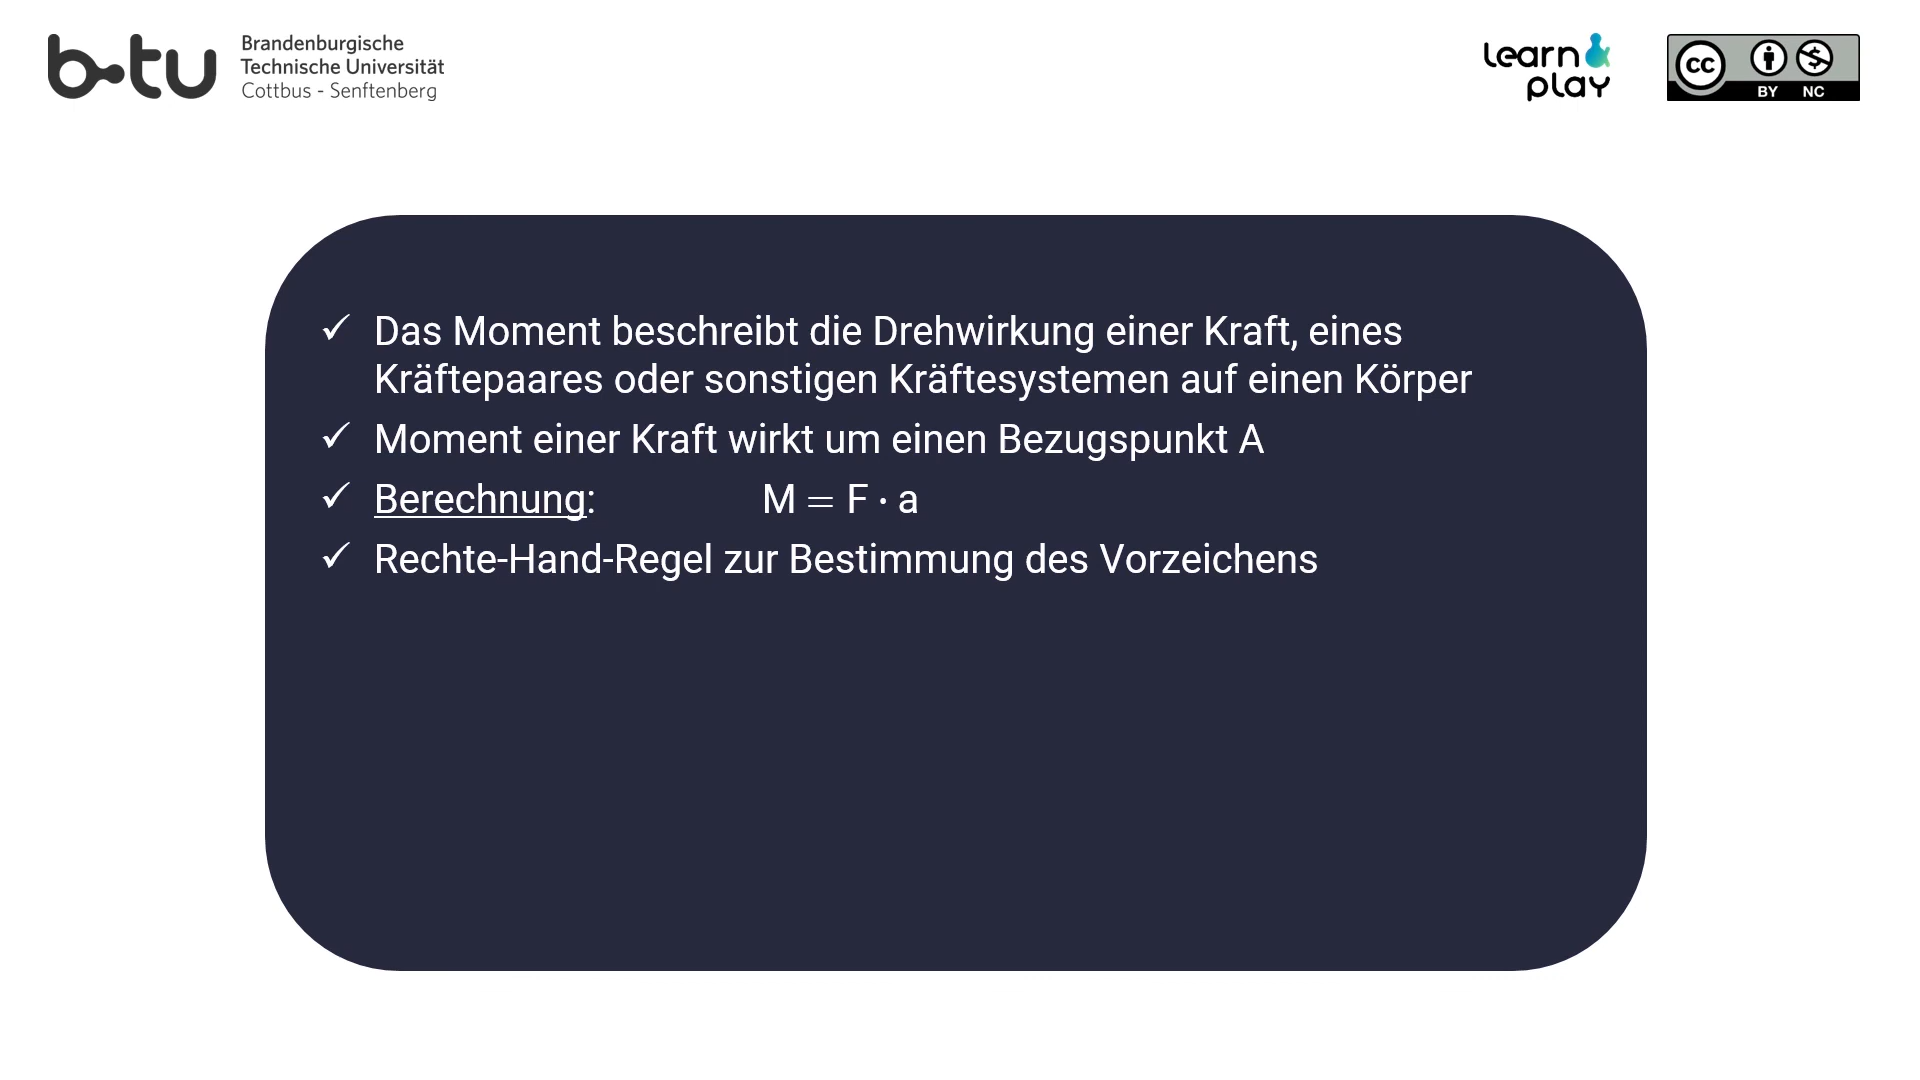 b-tu
Brandenburgische
Technische Universität
Cottbus - Senftenberg
learn
play
CC
BY NC
✓ Das Moment beschreibt die Drehwirkung einer Kraft, eines
Kräftepaares oder sonstigen Kräftesystemen auf einen Körper
✓ Moment einer Kraft wirkt um einen Bezugspunkt A
✓ Berechnung: M = F · a
✓ Rechte-Hand-Regel zur Bestimmung des Vorzeichens